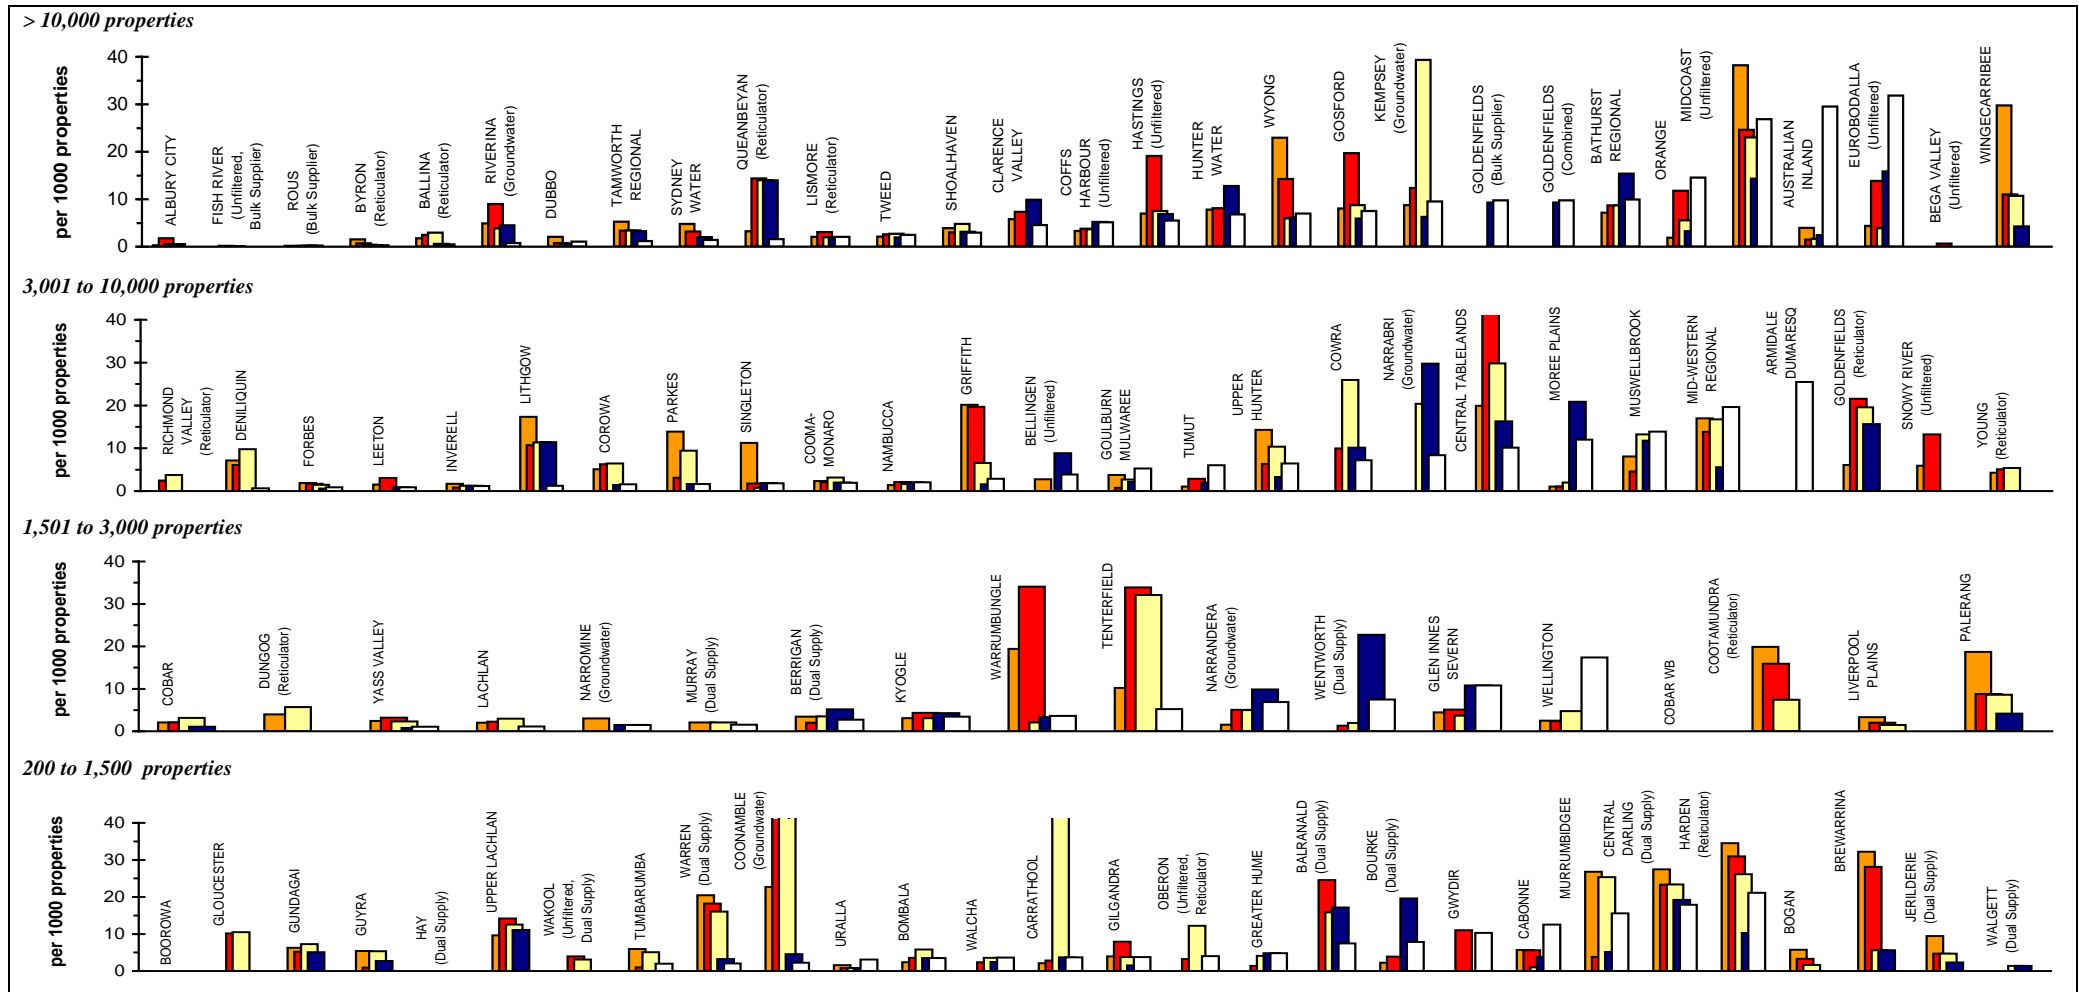 > 10,000 properties
per 1000 properties
40
30
20
10
0
ALBURY CITY
FISH RIVER
(Unfiltered,
Bulk Supplier)
ROUS
(Bulk Supplier)
BYRON
(Reticulator)
BALLINA
(Reticulator)
RIVERINA
(Groundwater)
DUBBO
TAMWORTH
REGIONAL
SYDNEY
WATER
QUEANBEYAN
(Reticulator)
LISMORE
(Reticulator)
TWEED
SHOALHAVEN
CLARENCE
VALLEY
COFFS
HARBOUR
(Unfiltered)
HASTINGS
(Unfiltered)
HUNTER
WATER
WYONG
GOSFORD
KEMPSEY
(Groundwater)
GOLDENFIELDS
(Bulk Supplier)
GOLDENFIELDS
(Combined)
BATHURST
REGIONAL
ORANGE
MIDCOAST
(Unfiltered)
AUSTRALIAN
INLAND
EUROBODALLA
(Unfiltered)
BEGA VALLEY
(Unfiltered)
WINGECARRIBEE
3,001 to 10,000 properties
per 1000 properties
40
30
20
10
0
RICHMOND
VALLEY
(Reticulator)
DENILIQUIN
FORBES
LEETON
INVERELL
LITHGOW
COROWA
PARKES
SINGLETON
COOMA-
MONARO
NAMBUCCA
GRIFFITH
BELLINGEN
(Unfiltered)
GOULBURN
MULWAREE
TUMUT
UPPER
HUNTER
COWRA
NARRABRI
(Groundwater)
CENTRAL TABLELANDS
MOREE PLAINS
MUSWELLBROOK
MID-WESTERN
REGIONAL
ARMIDALE
DUMARESQ
GOLDENFIELDS
(Reticulator)
SNOWY RIVER
(Unfiltered)
YOUNG
(Reticulator)
1,501 to 3,000 properties
per 1000 properties
40
30
20
10
0
COBAR
DUNGOG
(Reticulator)
YASS VALLEY
LACHLAN
NARROMINE
(Groundwater)
MURRAY
(Dual Supply)
BERRIGAN
(Dual Supply)
KYOGLE
WARRUMBUNGLE
TENTERFIELD
NARRANDERA
(Groundwater)
WENTWORTH
(Dual Supply)
GLEN INNES
SEVERN
WELLINGTON
COBAR WB
COOTAMUNDRA
(Reticulator)
LIVERPOOL
PLAINS
PALERANG
200 to 1,500 properties
per 1000 properties
40
30
20
10
0
BOOROWA
GLOUCESTER
GUNDAGAI
GUYRA
HAY
(Dual Supply)
UPPER LACHLAN
WAKOOL
(Unfiltered,
Dual Supply)
TUMBARUMBA
WARREN
(Dual Supply)
COONAMBLE
(Groundwater)
URALLA
BOMBALA
WALCHA
CARRATHOOL
GILGANDRA
OBERON
(Unfiltered,
Reticulator)
GREATER HUME
BALRANALD
(Dual Supply)
BOURKE
(Dual Supply)
GWYDIR
CABONNE
MURRUMBIDGEE
CENTRAL
DARLING
(Dual Supply)
HARDEN
(Reticulator)
BOGAN
BREWARRINA
JERILDERIE
(Dual Supply)
WALGETT
(Dual Supply)